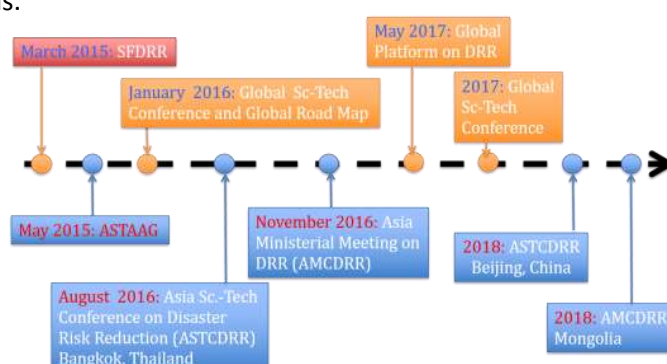 ns.
March 2015: SFDRR
January 2016: Global Sc-Tech
Conference and Global Road Map
May 2017: Global
Platform on DRR
2017: Global
Sc-Tech
Conference
May 2015: ASTAAG
August 2016: Asia Sc.-Tech
Conference on Disaster
Risk Reduction (ASTCDRR)
Bangkok, Thailand
November 2016: Asia
Ministerial Meeting on
DRR (AMCDRR)
2018: ASTCDRR
Beijing, China
2018: AMCDRR
Mongolia